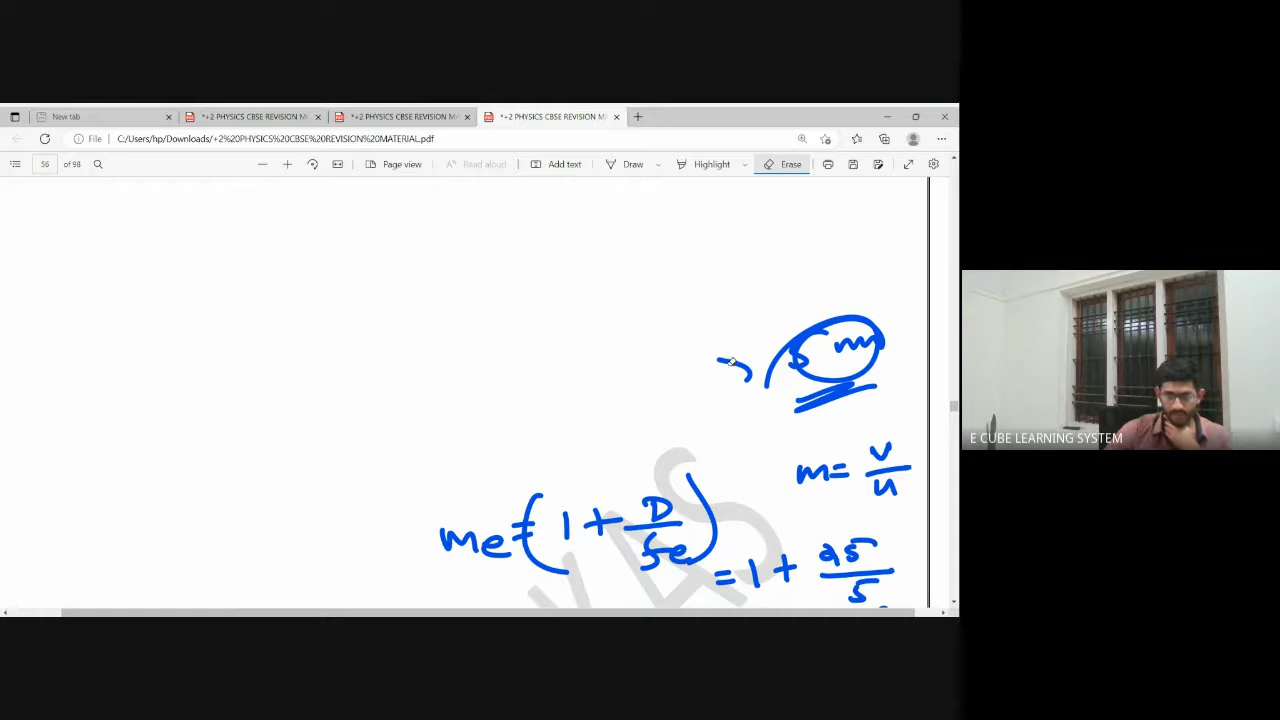 New tab
*+2 PHYSICS CBSE REVISION M
*+2 PHYSICS CBSE REVISION MA
*+2 PHYSICS CBSE REVISION MA
File C:/Users/hp/Downloads/+2%20PHYSICS%20CBSE%20REVISION%20MATERIAL.pdf
56 of 98 Page view Read aloud Add text Draw Highlight Erase
m = v/u
me = (1 + D/fe)
= 1 + 25/5
E CUBE LEARNING SYSTEM